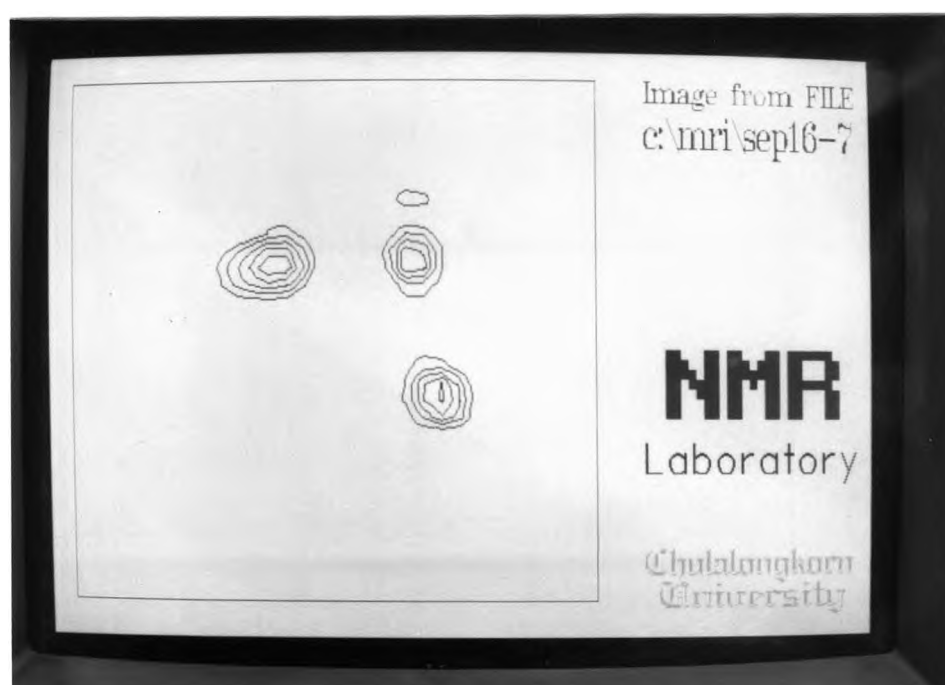 Image from FILE
c:\mri\sep16-7
NMR
Laboratory
Chulalongkorn
University